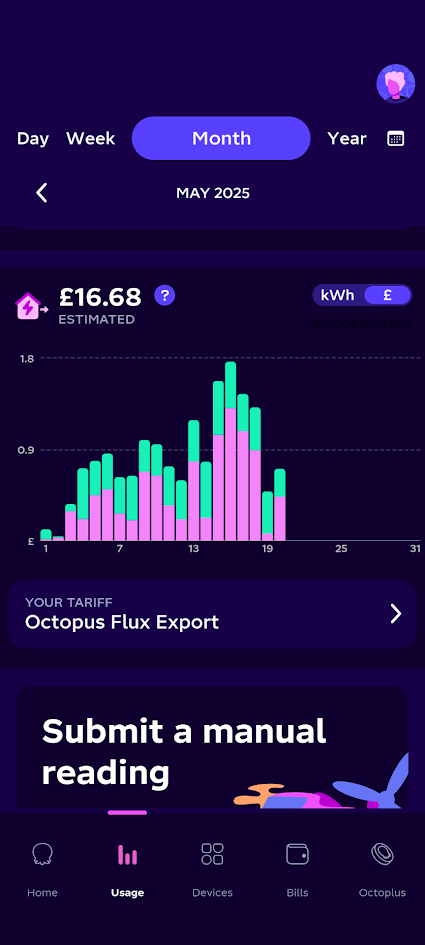 Day Week Month Year
MAY 2025
£16.68 ?
kWh £
ESTIMATED
1.8
0.9
£
1 7 13 19 25 31
YOUR TARIFF
Octopus Flux Export
Submit a manual
reading
Home Usage Devices Bills Octoplus